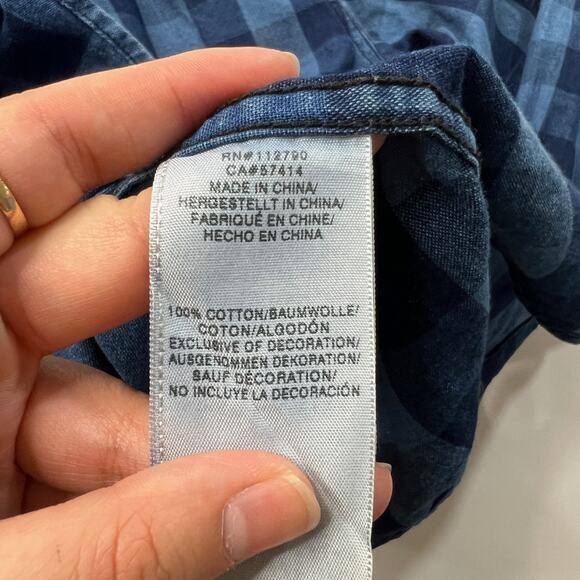 RN#112790
CA#57414
MADE IN CHINA/
HERGESTELLT IN CHINA/
FABRIQUÉ EN CHINE/
HECHO EN CHINA
100% COTTON/BAUMWOLLE/
COTON/ALGODÓN
EXCLUSIVE OF DECORATION/
AUSGENOMMEN DEKORATION/
SAUF DÉCORATION/
NO INCLUYE LA DECORACIÓN